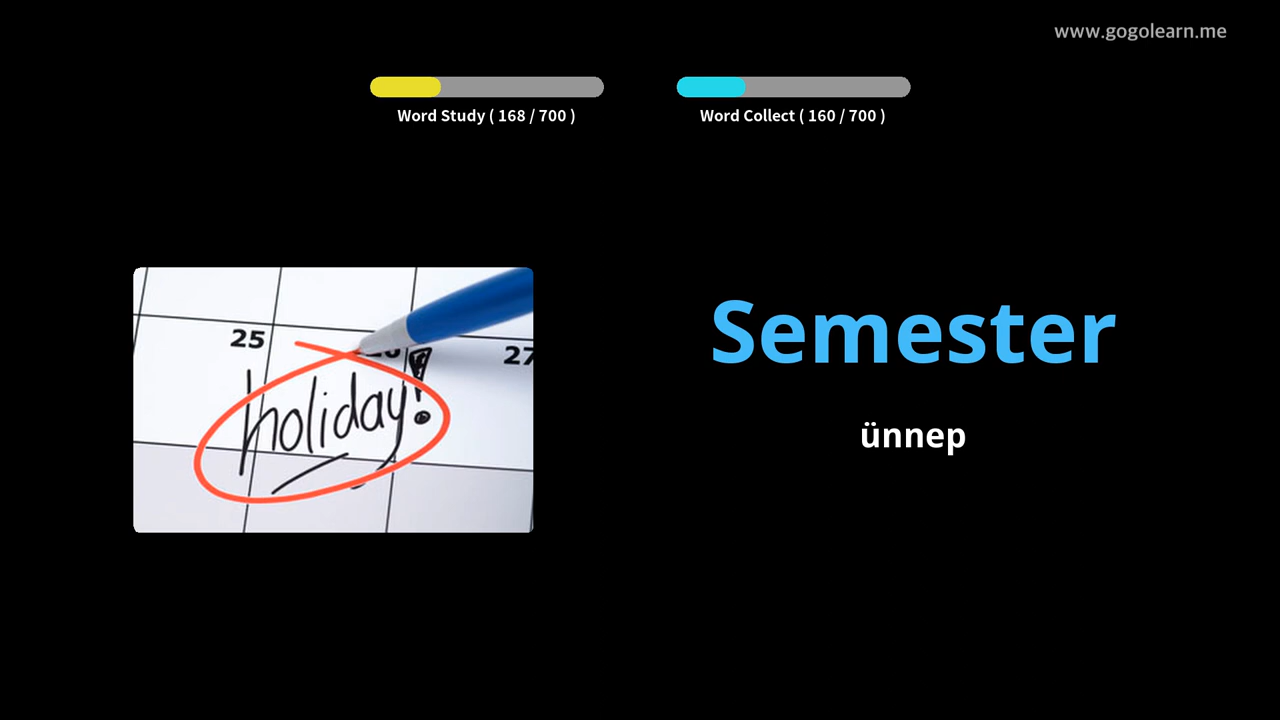 www.gogolearn.me
Word Study ( 168 / 700 )
Word Collect ( 160 / 700 )
25
27
holiday!
Semester
ünnep